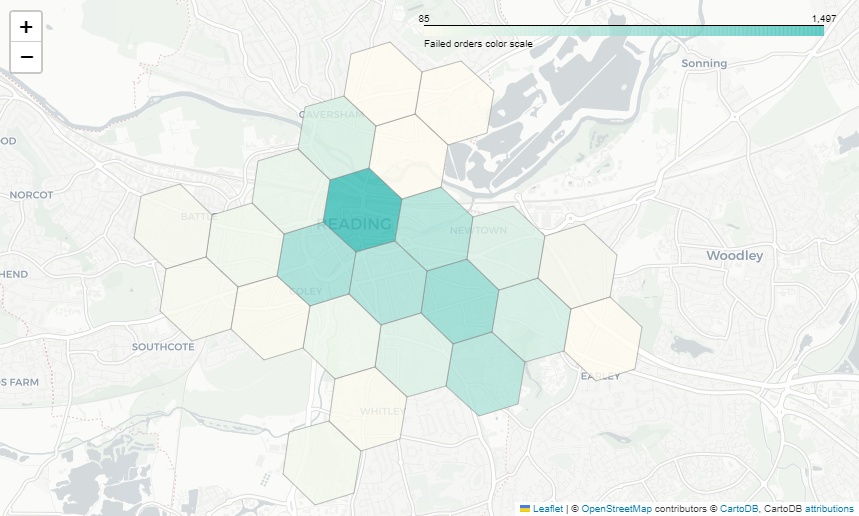 +
−
85 1,497
Failed orders color scale
Sonning
CAVERSHAM
OD
NORCOT
BATTLE
READING
NEWTOWN
Woodley
HEND
COLEY
SOUTHCOTE
S FARM
EARLEY
WHITLEY
Leaflet | © OpenStreetMap contributors © CartoDB, CartoDB attributions